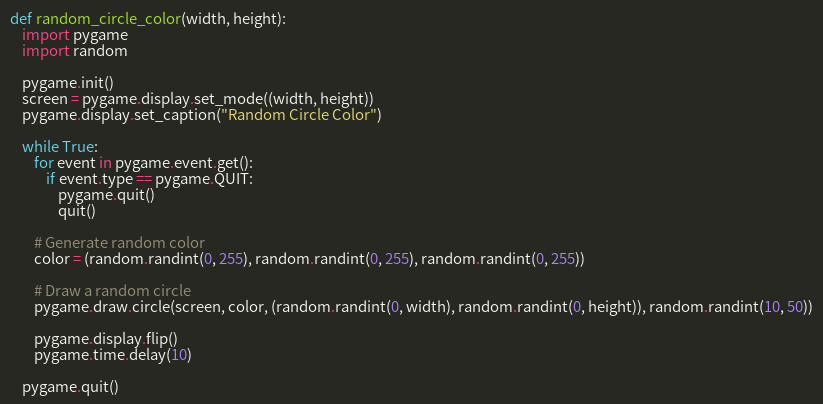 def random_circle_color(width, height):
    import pygame
    import random

    pygame.init()
    screen = pygame.display.set_mode((width, height))
    pygame.display.set_caption("Random Circle Color")

    while True:
        for event in pygame.event.get():
            if event.type == pygame.QUIT:
                pygame.quit()
                quit()

        # Generate random color
        color = (random.randint(0, 255), random.randint(0, 255), random.randint(0, 255))

        # Draw a random circle
        pygame.draw.circle(screen, color, (random.randint(0, width), random.randint(0, height)), random.randint(10, 50))

        pygame.display.flip()
        pygame.time.delay(10)

    pygame.quit()